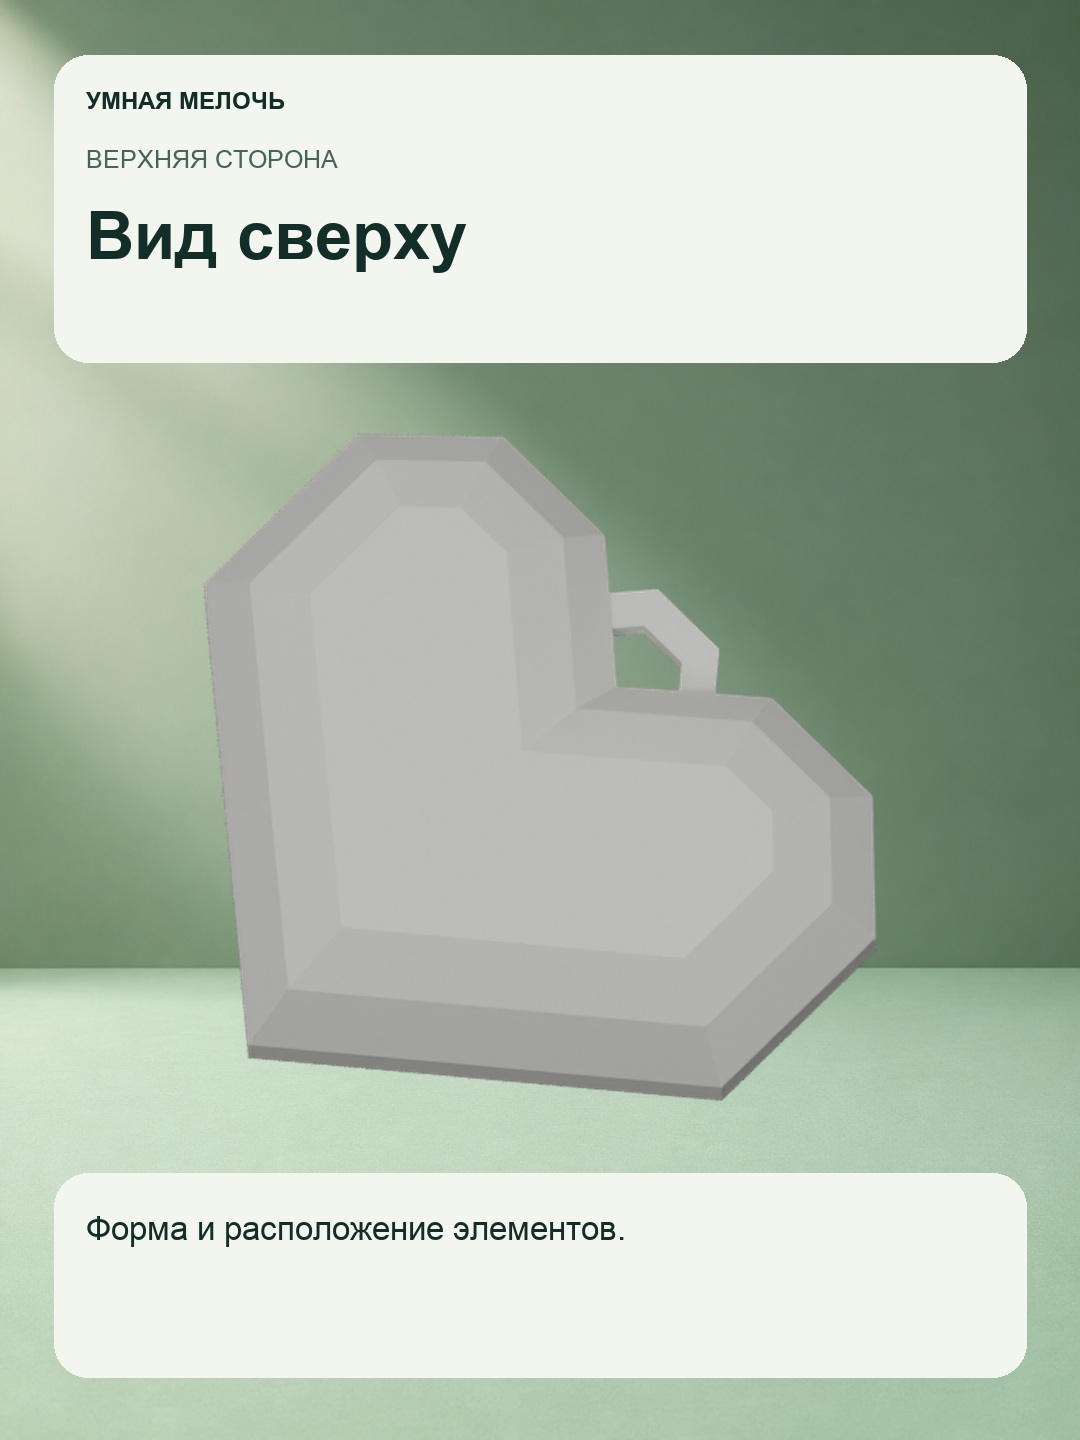 УМНАЯ МЕЛОЧЬ
ВЕРХНЯЯ СТОРОНА
Вид сверху
Форма и расположение элементов.